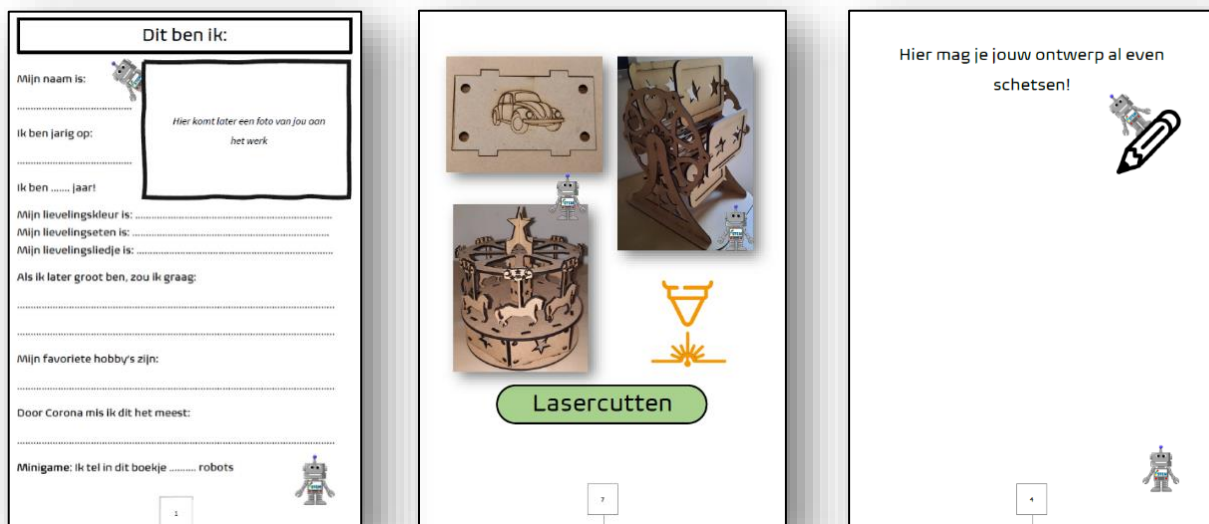 Dit ben ik:
Mijn naam is:
Hier komt later een foto van jou aan
het werk
Ik ben jarig op:
Ik ben ....... jaar!
Mijn lievelingskleur is:
Mijn lievelingseten is:
Mijn lievelingsliedje is:
Als ik later groot ben, zou ik graag:
Mijn favoriete hobby's zijn:
Door Corona mis ik dit het meest:
Minigame: Ik tel in dit boekje .......... robots
1
Lasercutten
7
Hier mag je jouw ontwerp al even
schetsen!
4